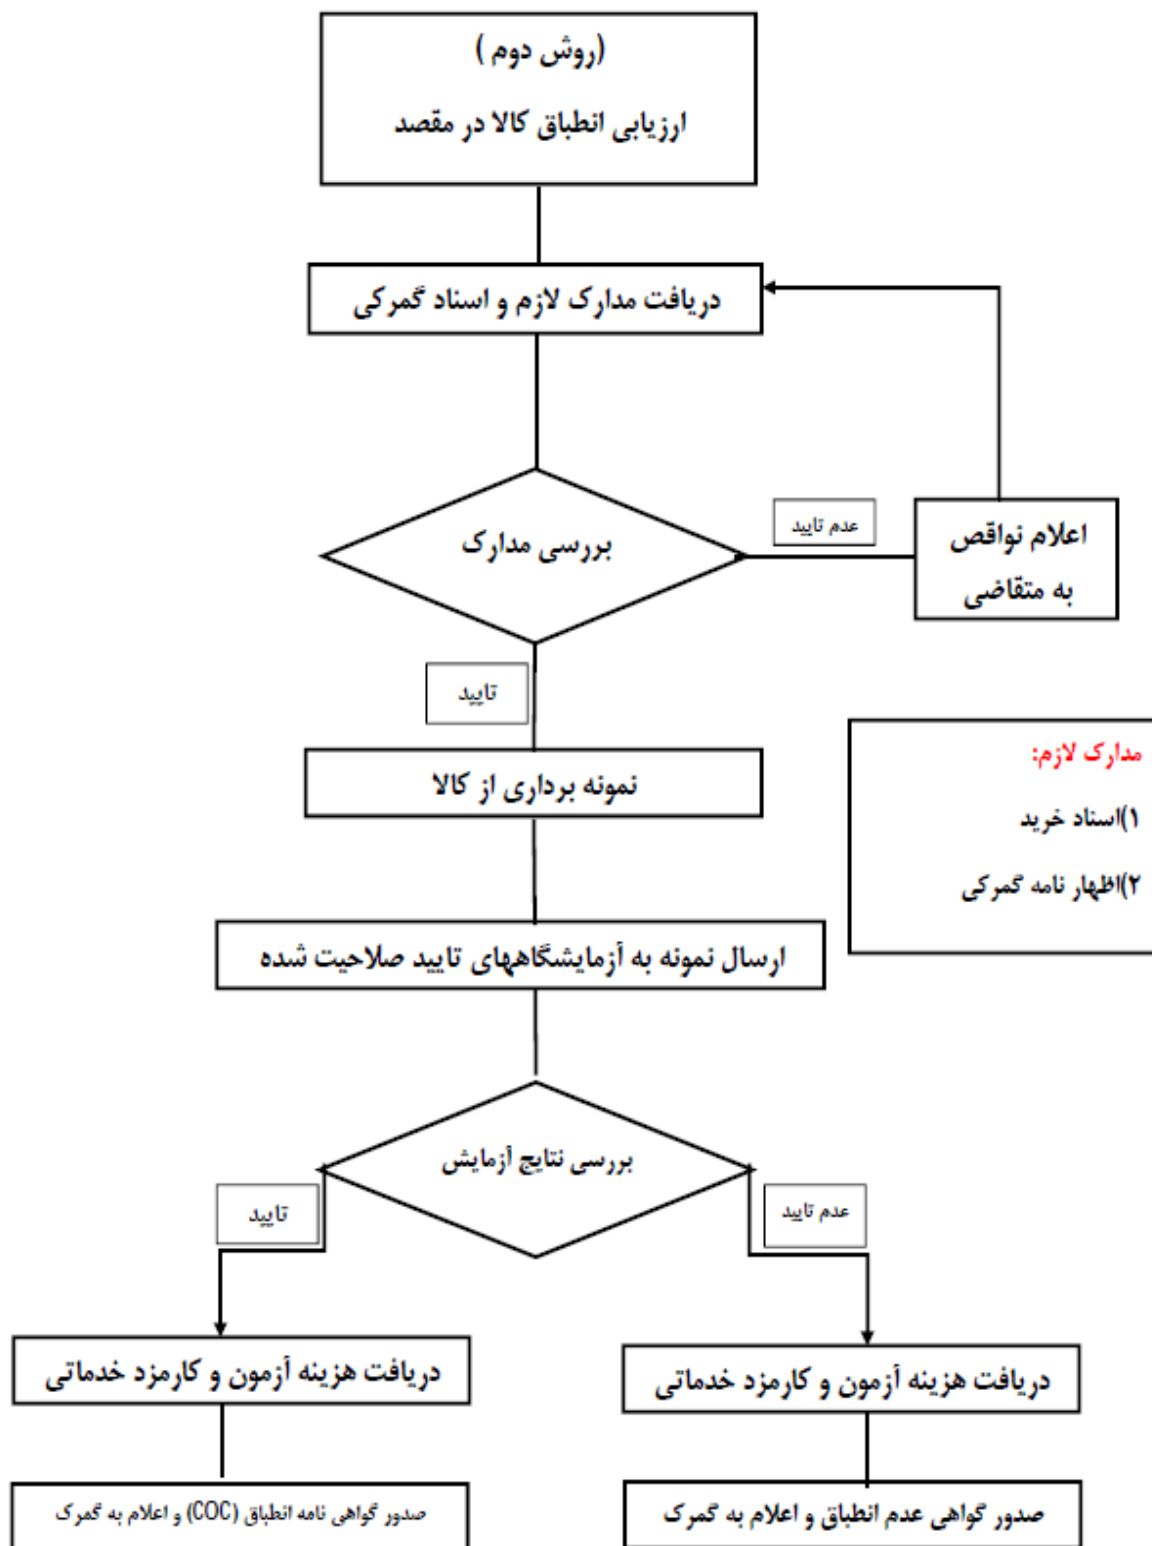 (روش دوم )
ارزیابی انطباق کالا در مقصد
دریافت مدارک لازم و اسناد گمرکی
بررسی مدارک
عدم تایید
اعلام نواقص
به متقاضی
تایید
نمونه برداری از کالا
مدارک لازم:
۱)اسناد خرید
۲)اظهار نامه گمرکی
ارسال نمونه به آزمایشگاههای تایید صلاحیت شده
بررسی نتایج آزمایش
عدم تایید
تایید
دریافت هزینه آزمون و کارمزد خدماتی
دریافت هزینه آزمون و کارمزد خدماتی
صدور گواهی عدم انطباق و اعلام به گمرک
صدور گواهی نامه انطباق (COC) و اعلام به گمرک